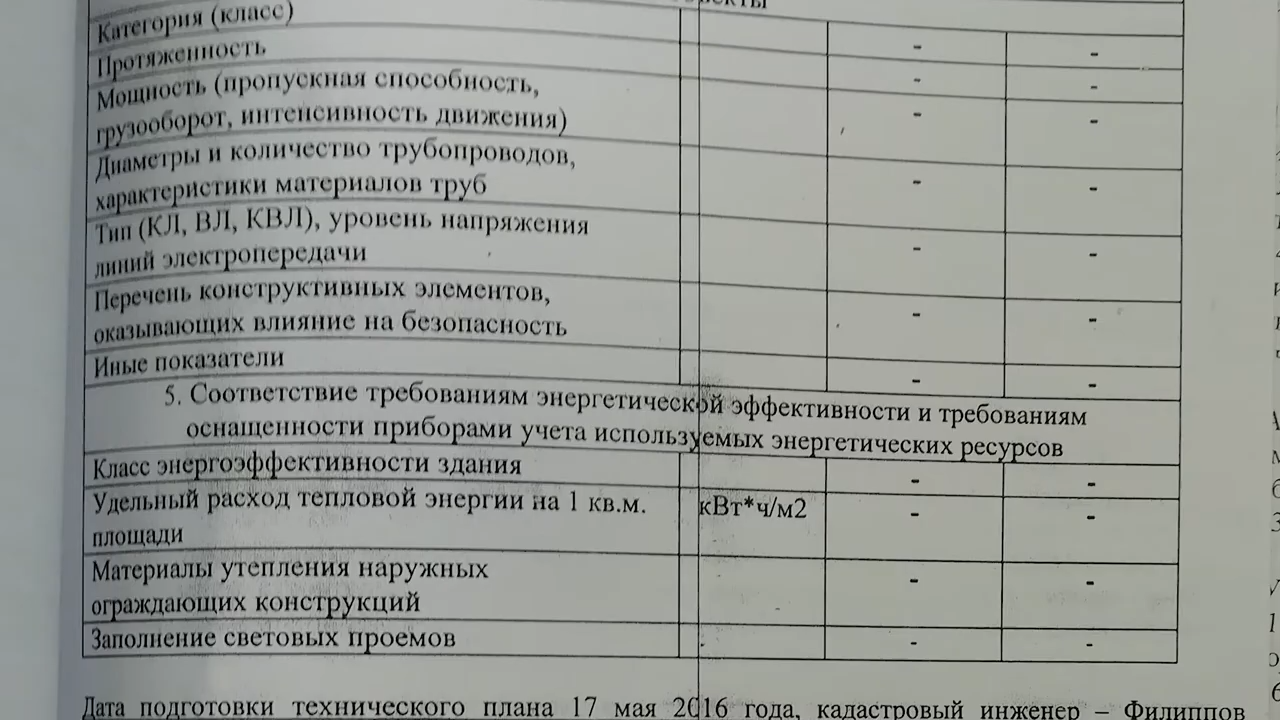 Категория (класс)
- -
Протяженность
- -
Мощность (пропускная способность,
грузооборот, интенсивность движения)
- -
Диаметры и количество трубопроводов,
характеристики материалов труб
- -
Тип (КЛ, ВЛ, КВЛ), уровень напряжения
линий электропередачи
- -
Перечень конструктивных элементов,
оказывающих влияние на безопасность
- -
Иные показатели
- -
5. Соответствие требованиям энергетической эффективности и требованиям
оснащенности приборами учета используемых энергетических ресурсов
Класс энергоэффективности здания
- -
Удельный расход тепловой энергии на 1 кв.м. кВт*ч/м2 - -
площади
Материалы утепления наружных
ограждающих конструкций
- -
Заполнение световых проемов - -
Дата подготовки технического плана 17 мая 2016 года, кадастровый инженер – Филиппов